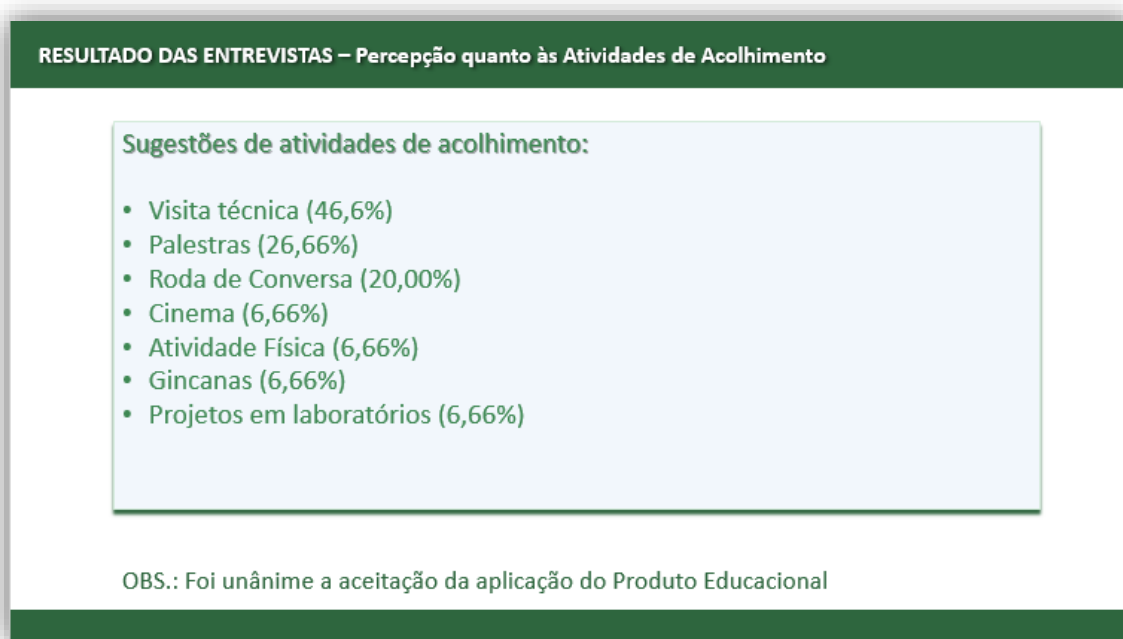 RESULTADO DAS ENTREVISTAS – Percepção quanto às Atividades de Acolhimento
Sugestões de atividades de acolhimento:
• Visita técnica (46,6%)
• Palestras (26,66%)
• Roda de Conversa (20,00%)
• Cinema (6,66%)
• Atividade Física (6,66%)
• Gincanas (6,66%)
• Projetos em laboratórios (6,66%)
OBS.: Foi unânime a aceitação da aplicação do Produto Educacional